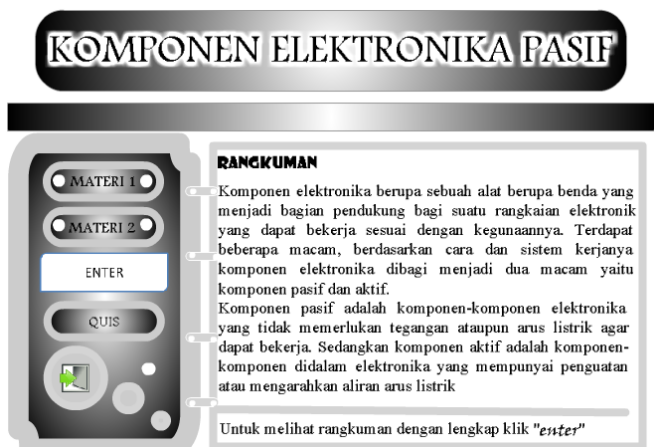 KOMPONEN ELEKTRONIKA PASIF
MATERI 1
MATERI 2
ENTER
QUIS
RANGKUMAN
Komponen elektronika berupa sebuah alat berupa benda yang
menjadi bagian pendukung bagi suatu rangkaian elektronik
yang dapat bekerja sesuai dengan kegunaannya. Terdapat
beberapa macam, berdasarkan cara dan sistem kerjanya
komponen elektronika dibagi menjadi dua macam yaitu
komponen pasif dan aktif.
Komponen pasif adalah komponen-komponen elektronika
yang tidak memerlukan tegangan ataupun arus listrik agar
dapat bekerja. Sedangkan komponen aktif adalah komponen-
komponen didalam elektronika yang mempunyai penguatan
atau mengarahkan aliran arus listrik
Untuk melihat rangkuman dengan lengkap klik "enter"